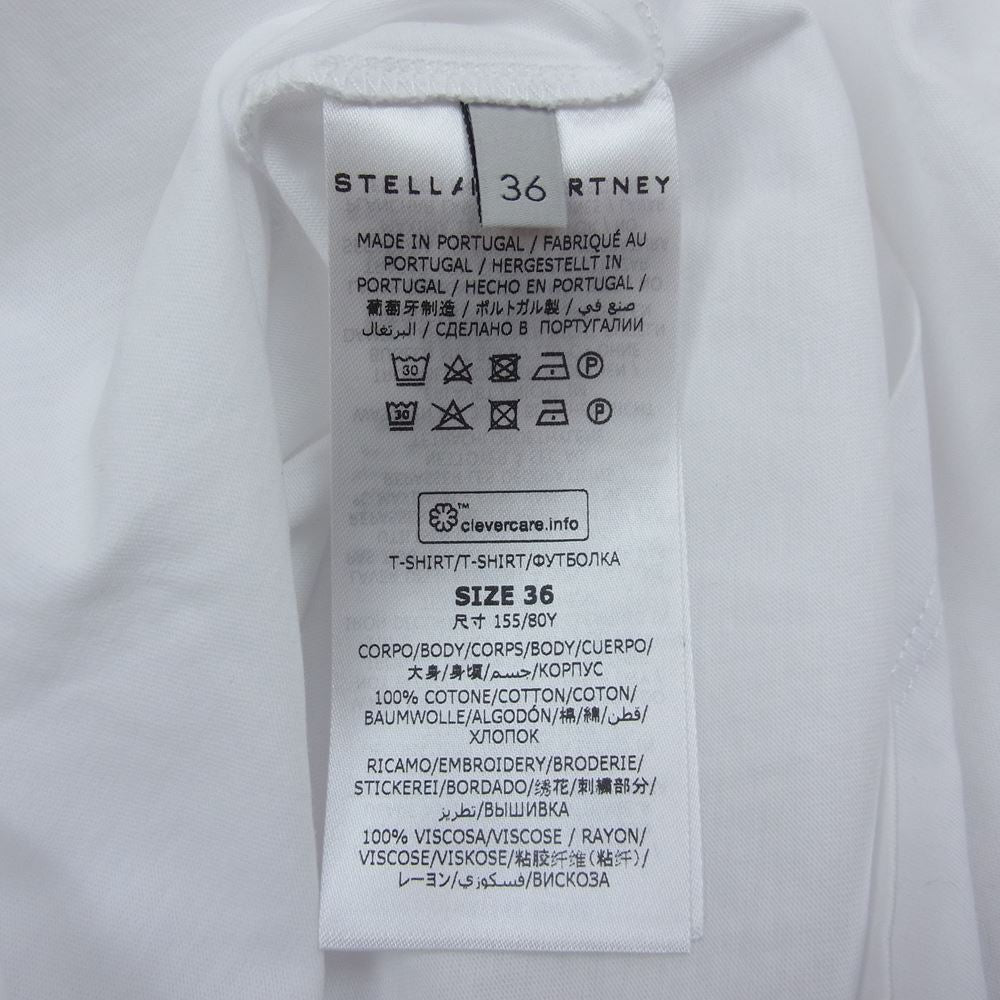 STELLA
36
RTNEY
MADE IN PORTUGAL / FABRIQUÉ AU
PORTUGAL / HERGESTELLT IN
PORTUGAL / HECHO EN PORTUGAL /
葡萄牙制造 / ポルトガル製 / صنع في /
البرتغال / СДЕЛАНО В ПОРТУГАЛИИ
30 P
30 P
™ clevercare.info
T-SHIRT/T-SHIRT/ФУТБОЛКА
SIZE 36
尺寸 155/80Y
CORPO/BODY/CORPS/BODY/CUERPO/
大身/身頃/جسم/КОРПУС
100% COTONE/COTTON/COTON/
BAUMWOLLE/ALGODÓN/棉/綿/قطن/
ХЛОПОК
RICAMO/EMBROIDERY/BRODERIE/
STICKEREI/BORDADO/绣花/刺繍部分/
تطريز/ВЫШИВКА
100% VISCOSA/VISCOSE / RAYON/
VISCOSE/VISKOSE/粘胶纤维(粘纤)/
レーヨン/فسكوزي/ВИСКОЗА